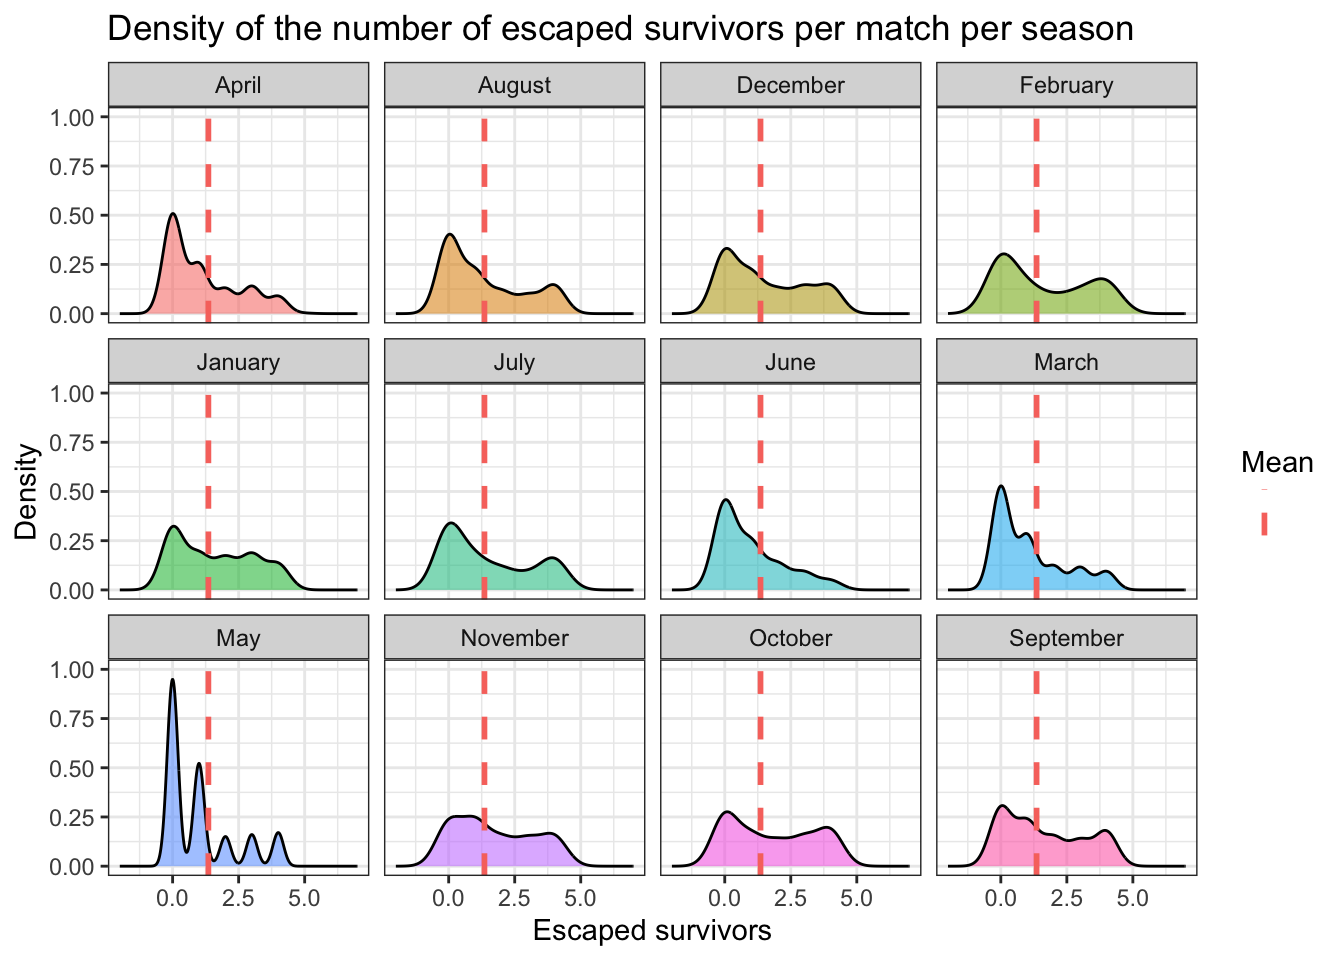 Density of the number of escaped survivors per match per season
April August December February
1.00
0.75
0.50
0.25
0.00
January July June March
1.00
0.75
0.50
0.25
0.00
May November October September
1.00
0.75
0.50
0.25
0.00
0.0 2.5 5.0 0.0 2.5 5.0 0.0 2.5 5.0 0.0 2.5 5.0
Escaped survivors
Density
Mean